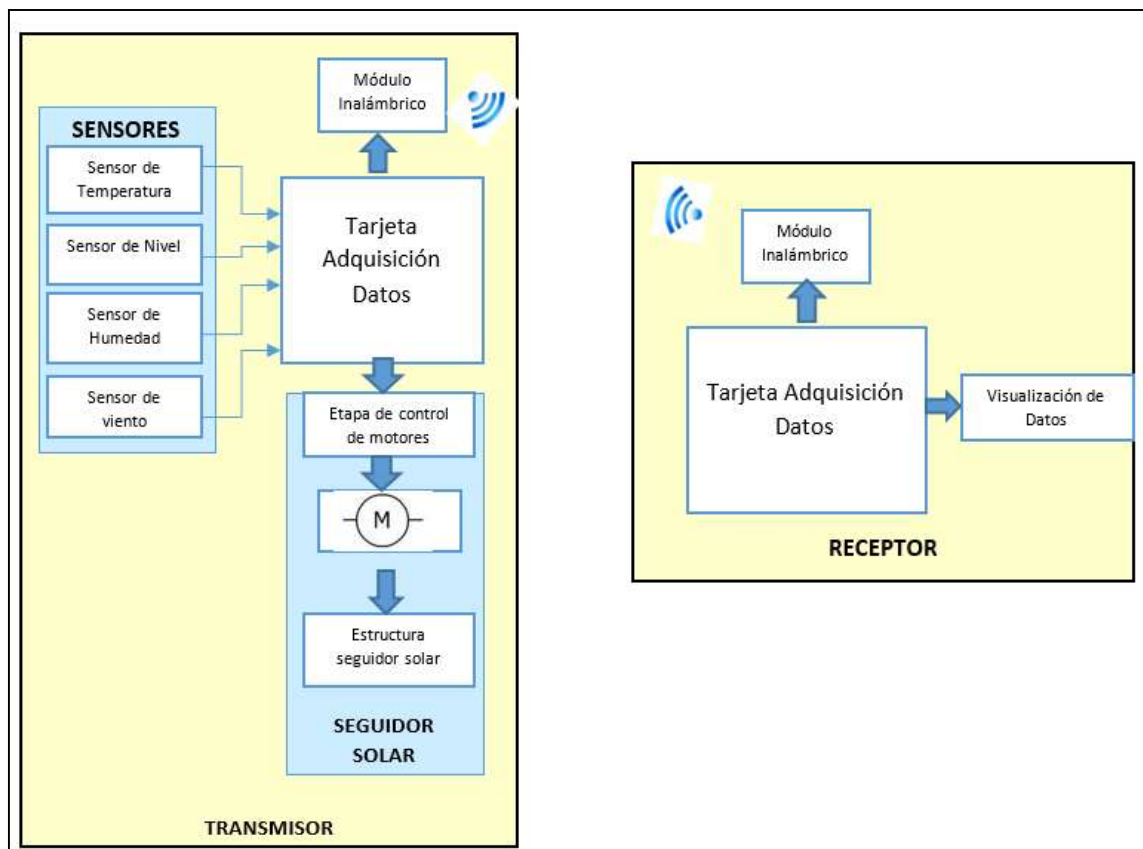 Módulo
Inalámbrico
SENSORES
Sensor de
Temperatura
Sensor de Nivel
Sensor de
Humedad
Sensor de
viento
Tarjeta
Adquisición
Datos
Etapa de control
de motores
M
Estructura
seguidor solar
SEGUIDOR
SOLAR
TRANSMISOR
Módulo
Inalámbrico
Tarjeta Adquisición
Datos
Visualización de
Datos
RECEPTOR